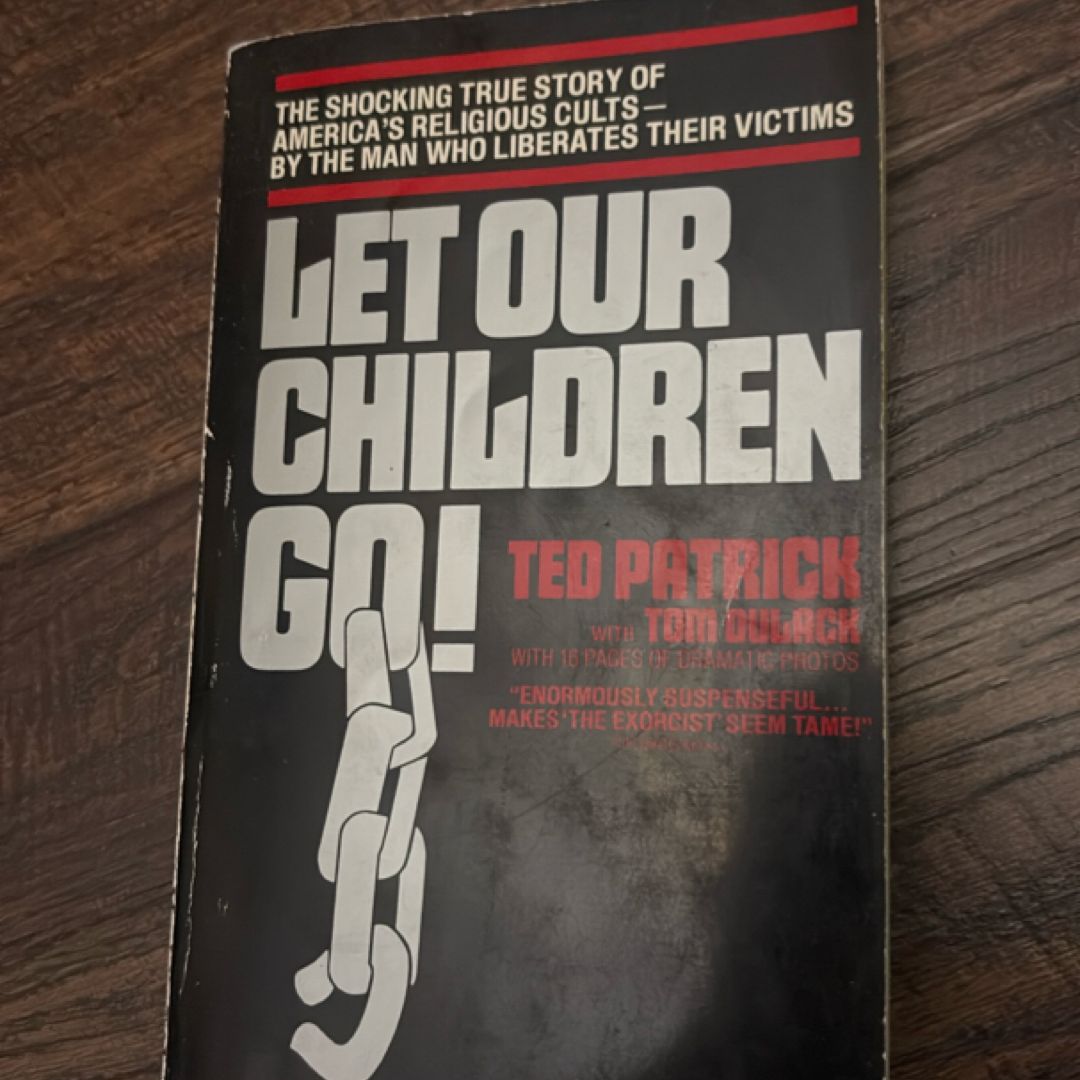 THE SHOCKING TRUE STORY OF
AMERICA'S RELIGIOUS CULTS—
BY THE MAN WHO LIBERATES THEIR VICTIMS
LET OUR
CHILDREN
GO!
TED PATRICK
WITH TOM DULACK
WITH 16 PAGES OF DRAMATIC PHOTOS
"ENORMOUSLY SUSPENSEFUL...
MAKES 'THE EXORCIST' SEEM TAME!"